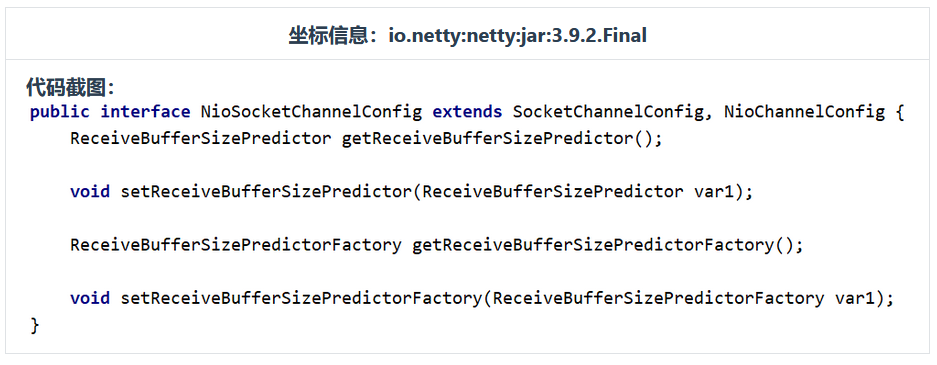 坐标信息：io.netty:netty:jar:3.9.2.Final
代码截图：
public interface NioSocketChannelConfig extends SocketChannelConfig, NioChannelConfig {
    ReceiveBufferSizePredictor getReceiveBufferSizePredictor();
    void setReceiveBufferSizePredictor(ReceiveBufferSizePredictor var1);
    ReceiveBufferSizePredictorFactory getReceiveBufferSizePredictorFactory();
    void setReceiveBufferSizePredictorFactory(ReceiveBufferSizePredictorFactory var1);
}